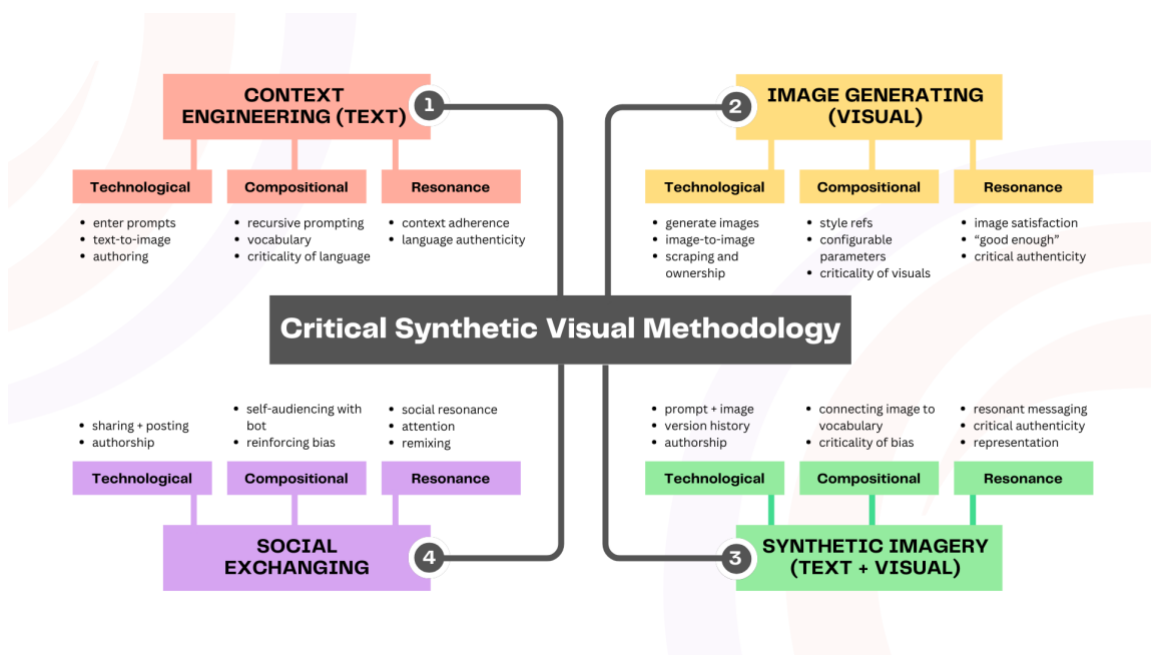 CONTEXT
ENGINEERING (TEXT)
1
Technological
Compositional
Resonance
• enter prompts
• text-to-image
• authoring
• recursive prompting
• vocabulary
• criticality of language
• context adherence
• language authenticity
2
IMAGE GENERATING
(VISUAL)
Technological
Compositional
Resonance
• generate images
• image-to-image
• scraping and
ownership
• style refs
• configurable
parameters
• criticality of visuals
• image satisfaction
• “good enough”
• critical authenticity
Critical Synthetic Visual Methodology
• sharing + posting
• authorship
• self-audiencing with
bot
• reinforcing bias
• social resonance
• attention
• remixing
Technological
Compositional
Resonance
SOCIAL
EXCHANGING
4
• prompt + image
• version history
• authorship
• connecting image to
vocabulary
• criticality of bias
• resonant messaging
• critical authenticity
• representation
Technological
Compositional
Resonance
3
SYNTHETIC IMAGERY
(TEXT + VISUAL)